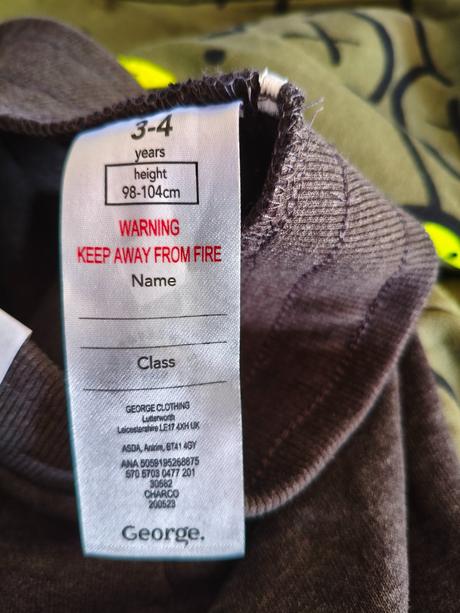 3-4
years
height
98-104cm
WARNING
KEEP AWAY FROM FIRE
Name
Class
GEORGE CLOTHING
Lutterworth
Leicestershire LE17 4XH UK
ASDA, Antrim, BT41 4GY
ANA 5059195268875
570 5703 0477 201
30582
CHARCO
200523
George.